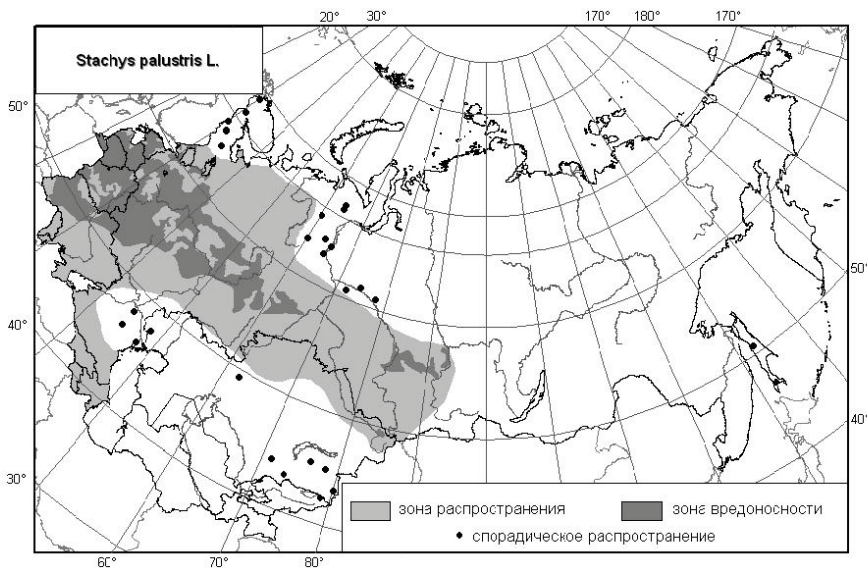 20° 30° 170° 180° 170°
Stachys palustris L.
50°
40°
30°
50°
40°
60° 70° 80°
зона распространения
зона вредоносности
спорадическое распространение